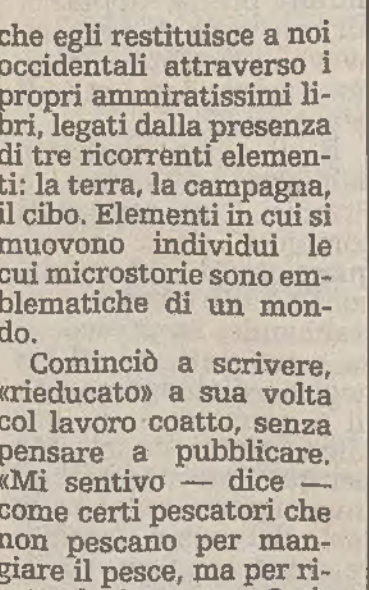 che egli restituisce a noi
occidentali attraverso i
propri ammiratissimi li-
bri, legati dalla presenza
di tre ricorrenti elemen-
ti: la terra, la campagna,
il cibo. Elementi in cui si
muovono individui le
cui microstorie sono em-
blematiche di un mon-
do.
Cominciò a scrivere,
«rieducato» a sua volta
col lavoro coatto, senza
pensare a pubblicare.
«Mi sentivo — dice —
come certi pescatori che
non pescano per man-
giare il pesce, ma per ri-